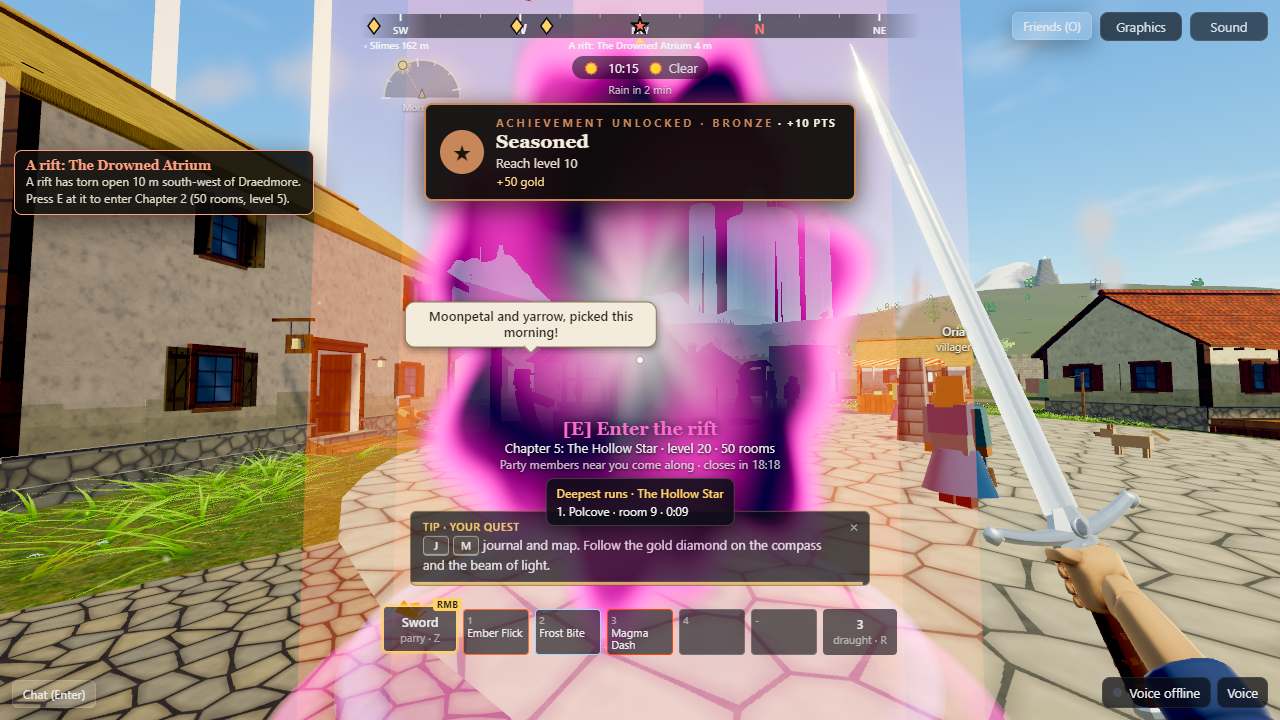 SW
N
NE
· Slimes 162 m
A rift: The Drowned Atrium 4 m
Friends (0)
Graphics
Sound
10:15
Clear
Rain in 2 min
ACHIEVEMENT UNLOCKED · BRONZE · +10 PTS
Seasoned
Reach level 10
+50 gold
A rift: The Drowned Atrium
A rift has torn open 10 m south-west of Draedmore.
Press E at it to enter Chapter 2 (50 rooms, level 5).
Moonpetal and yarrow, picked this
morning!
Oria
villager
[E] Enter the rift
Chapter 5: The Hollow Star · level 20 · 50 rooms
Party members near you come along · closes in 18:18
Deepest runs · The Hollow Star
1. Polcove · room 9 · 0:09
TIP · YOUR QUEST
J M journal and map. Follow the gold diamond on the compass
and the beam of light.
RMB
Sword
parry · Z
1
Ember Flick
2
Frost Bite
3
Magma
Dash
4
-
3
draught · R
Chat (Enter)
Voice offline
Voice